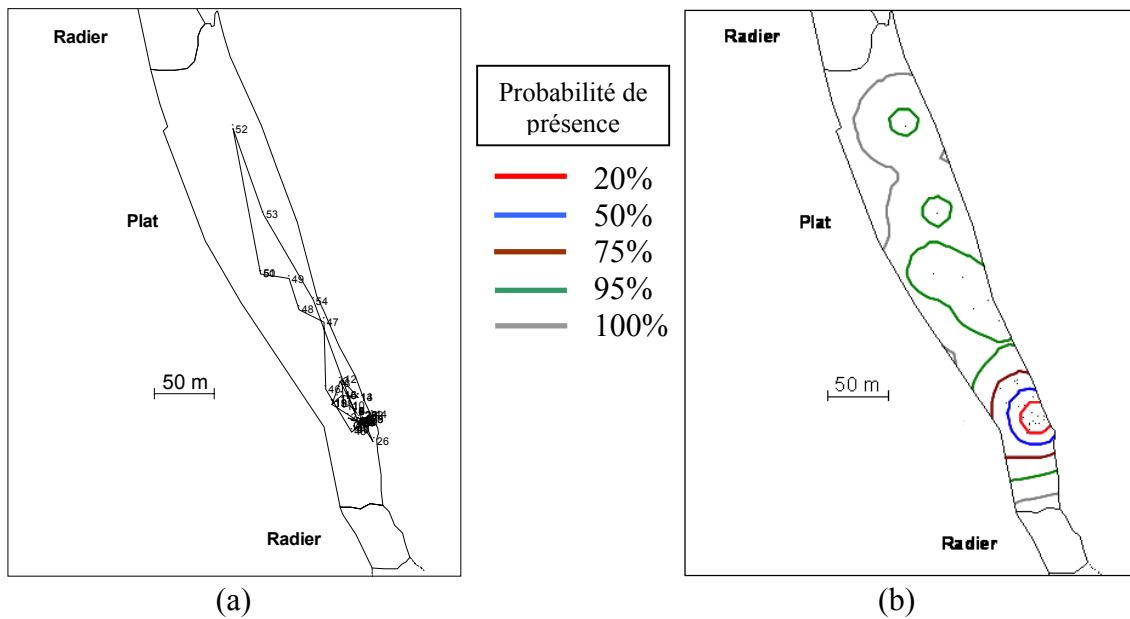 Radier
52
53
Plat
49
54
48
47
12
46
10
26
50 m
Radier
(a)
Probabilité de
présence
20%
50%
75%
95%
100%
Radier
Plat
50 m
Radier
(b)